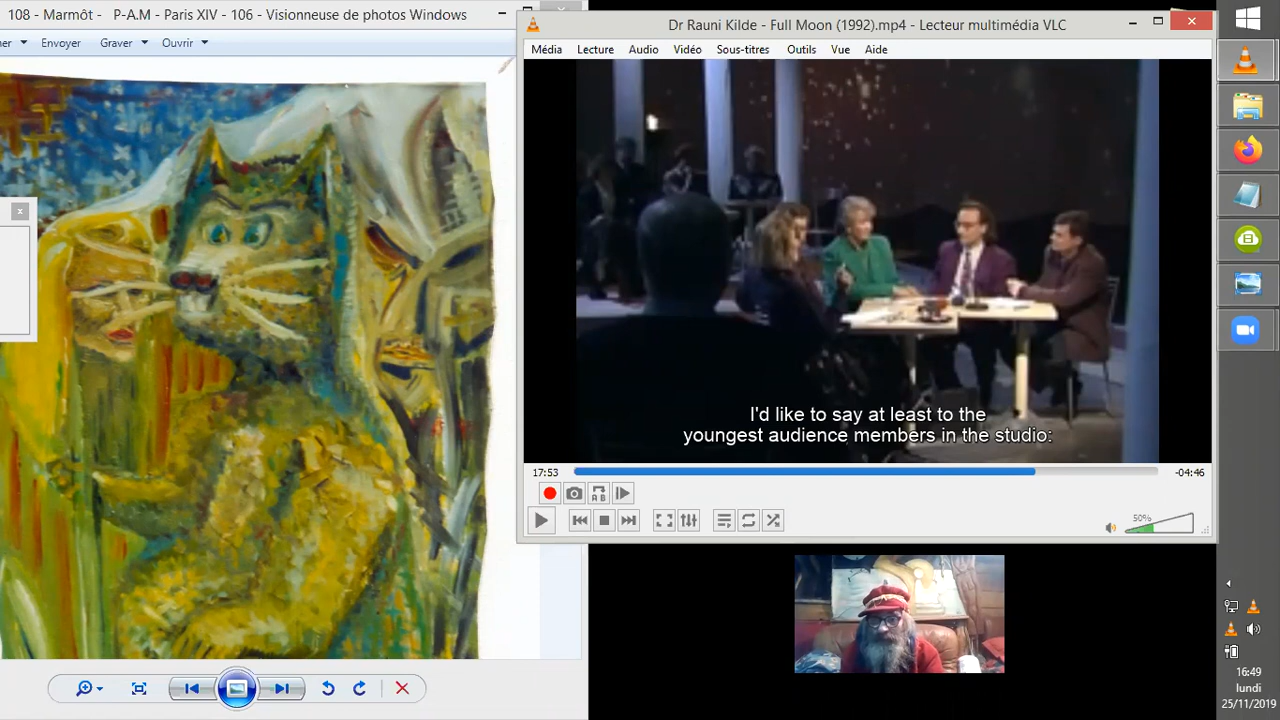 108 - Marmôt - P-A-M - Paris XIV - 106 - Visionneuse de photos Windows
Envoyer Graver Ouvrir
Dr Rauni Kilde - Full Moon (1992).mp4 - Lecteur multimédia VLC
Média Lecture Audio Vidéo Sous-titres Outils Vue Aide
I'd like to say at least to the
youngest audience members in the studio:
17:53
-04:46
50%
16:49
lundi
25/11/2019